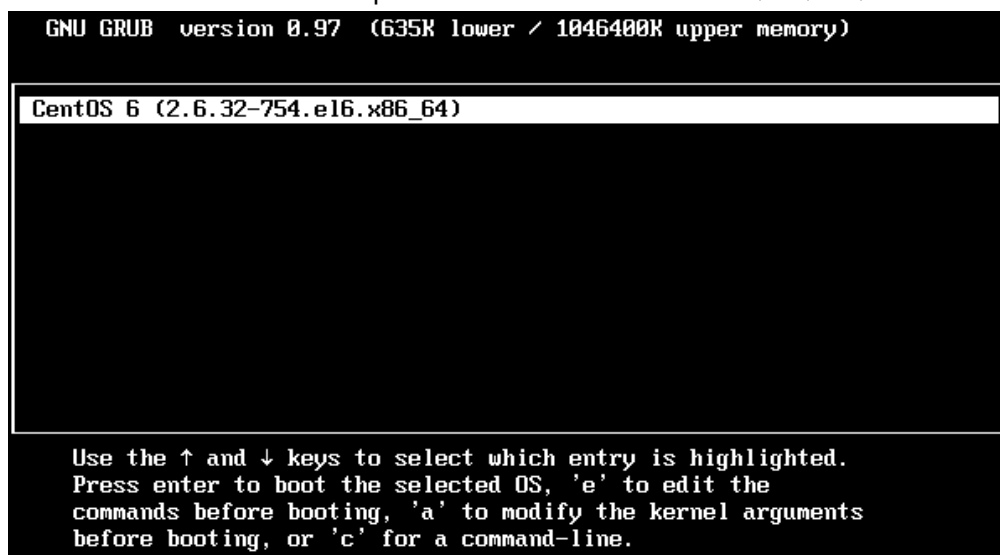 GNU GRUB version 0.97 (635K lower / 1046400K upper memory)
CentOS 6 (2.6.32-754.el6.x86_64)
Use the ↑ and ↓ keys to select which entry is highlighted.
Press enter to boot the selected OS, 'e' to edit the
commands before booting, 'a' to modify the kernel arguments
before booting, or 'c' for a command-line.